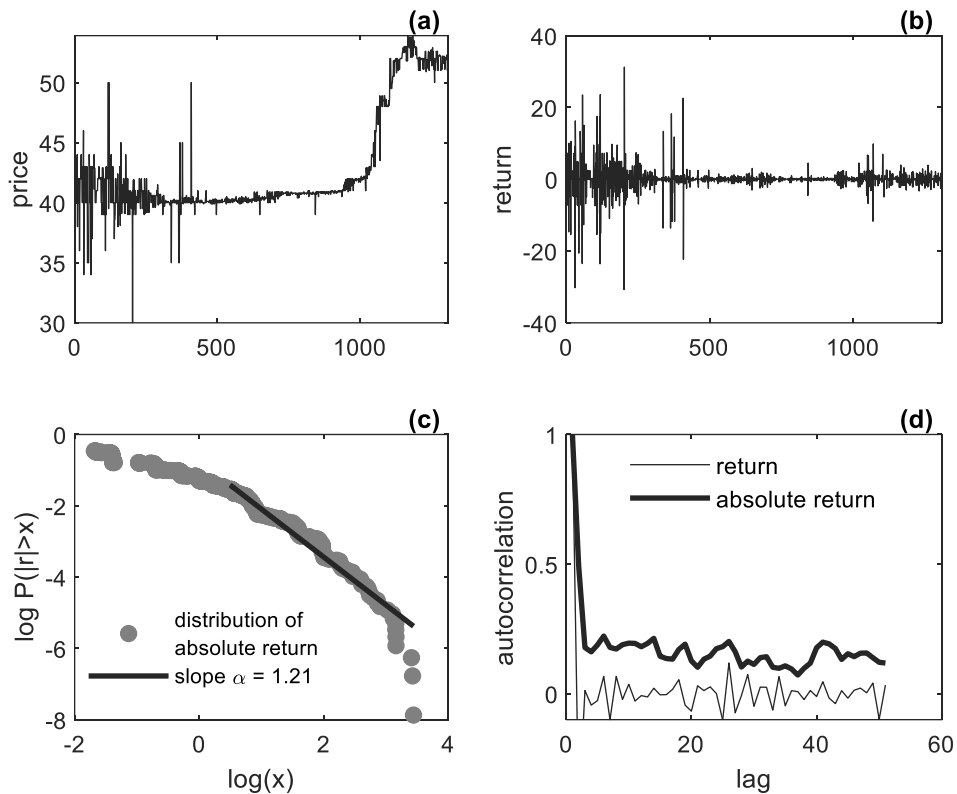 (a)
price
50
45
40
35
30
0
500
1000
(b)
return
40
20
0
-20
-40
0
500
1000
(c)
log P(|r|>x)
0
-2
-4
-6
-8
distribution of
absolute return
slope α = 1.21
-2
0
2
4
log(x)
(d)
autocorrelation
1
0.5
0
return
absolute return
0
20
40
60
lag